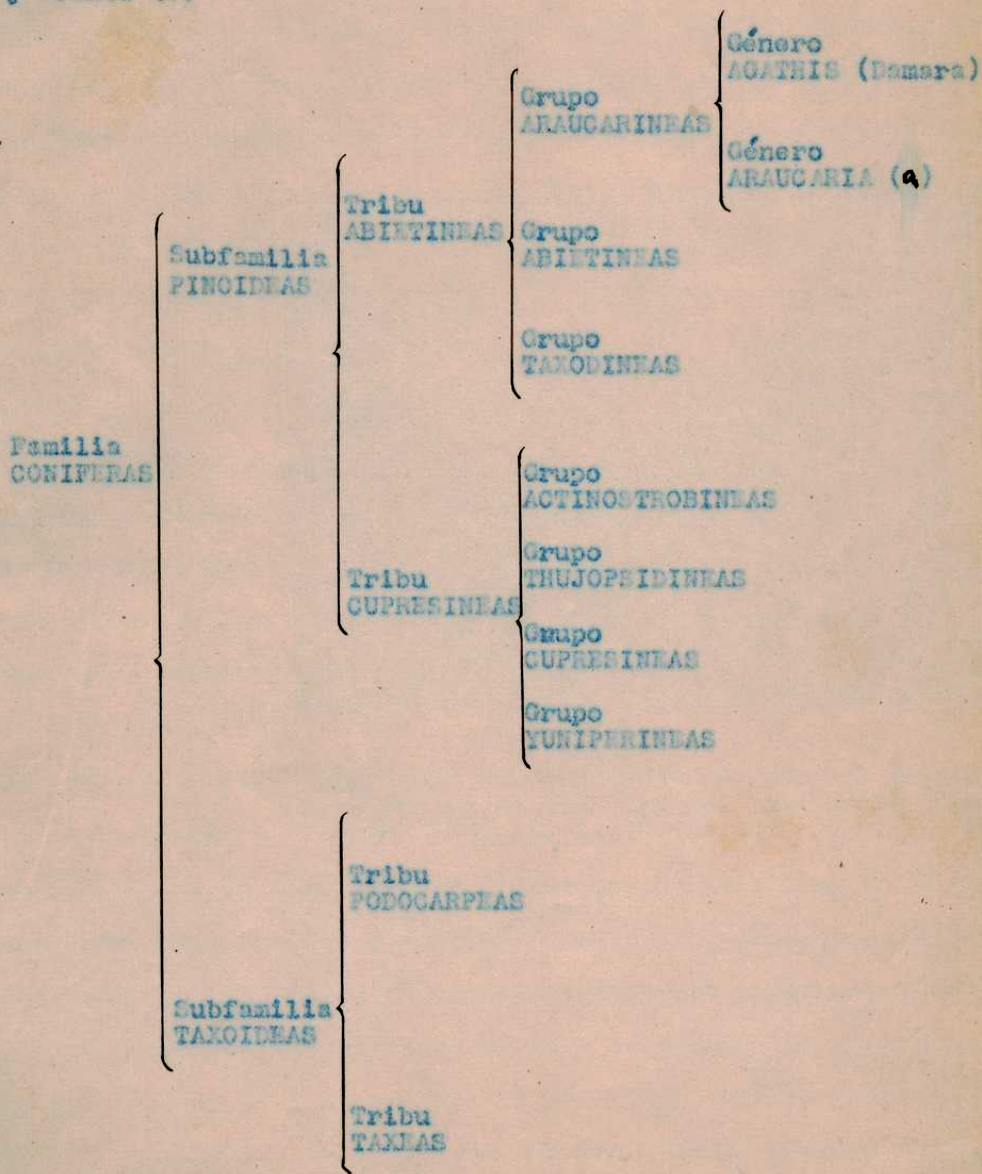 Género
AGATHIS (Damara)
Grupo
ARAUCARINEAS
Género
ARAUCARIA (a)
Tribu
ABIETINEAS
Grupo
ABIETINEAS
Subfamilia
PINOIDEAS
Grupo
TAXODINEAS
Familia
CONIFERAS
Grupo
ACTINOSTROBINEAS
Grupo
THUJOPSIDINEAS
Tribu
CUPRESINEAS
Gnupo
CUPRESINEAS
Grupo
YUNIPERINEAS
Tribu
PODOCARPEAS
Subfamilia
TAXOIDEAS
Tribu
TAXEAS